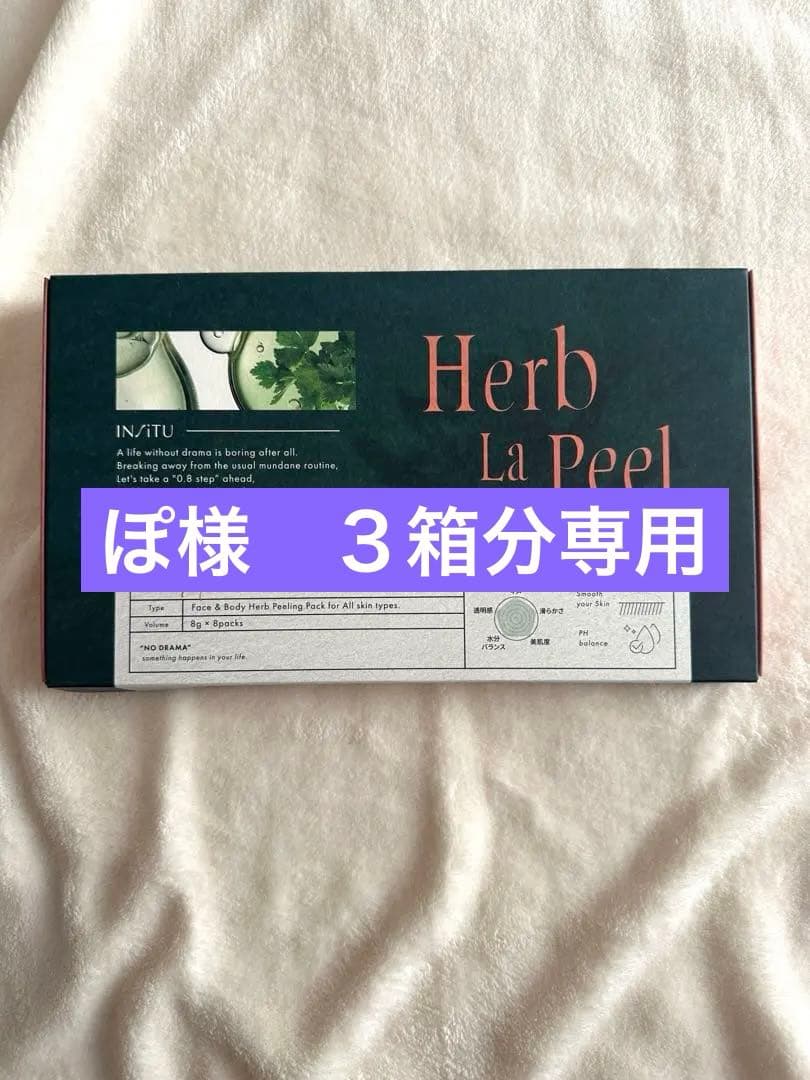 Herb
La Peel
INSiTU
A life without drama is boring after all.
Breaking away from the usual mundane routine,
Let's take a "0.8 step" ahead,
ぽ様　３箱分専用
Type Face & Body Herb Peeling Pack for All skin types.
Volume 8g × 8packs
"NO DRAMA"
something happens in your life.
透明感
滑らかさ
水分
バランス
美肌度
Smooth
your Skin
PH
balance